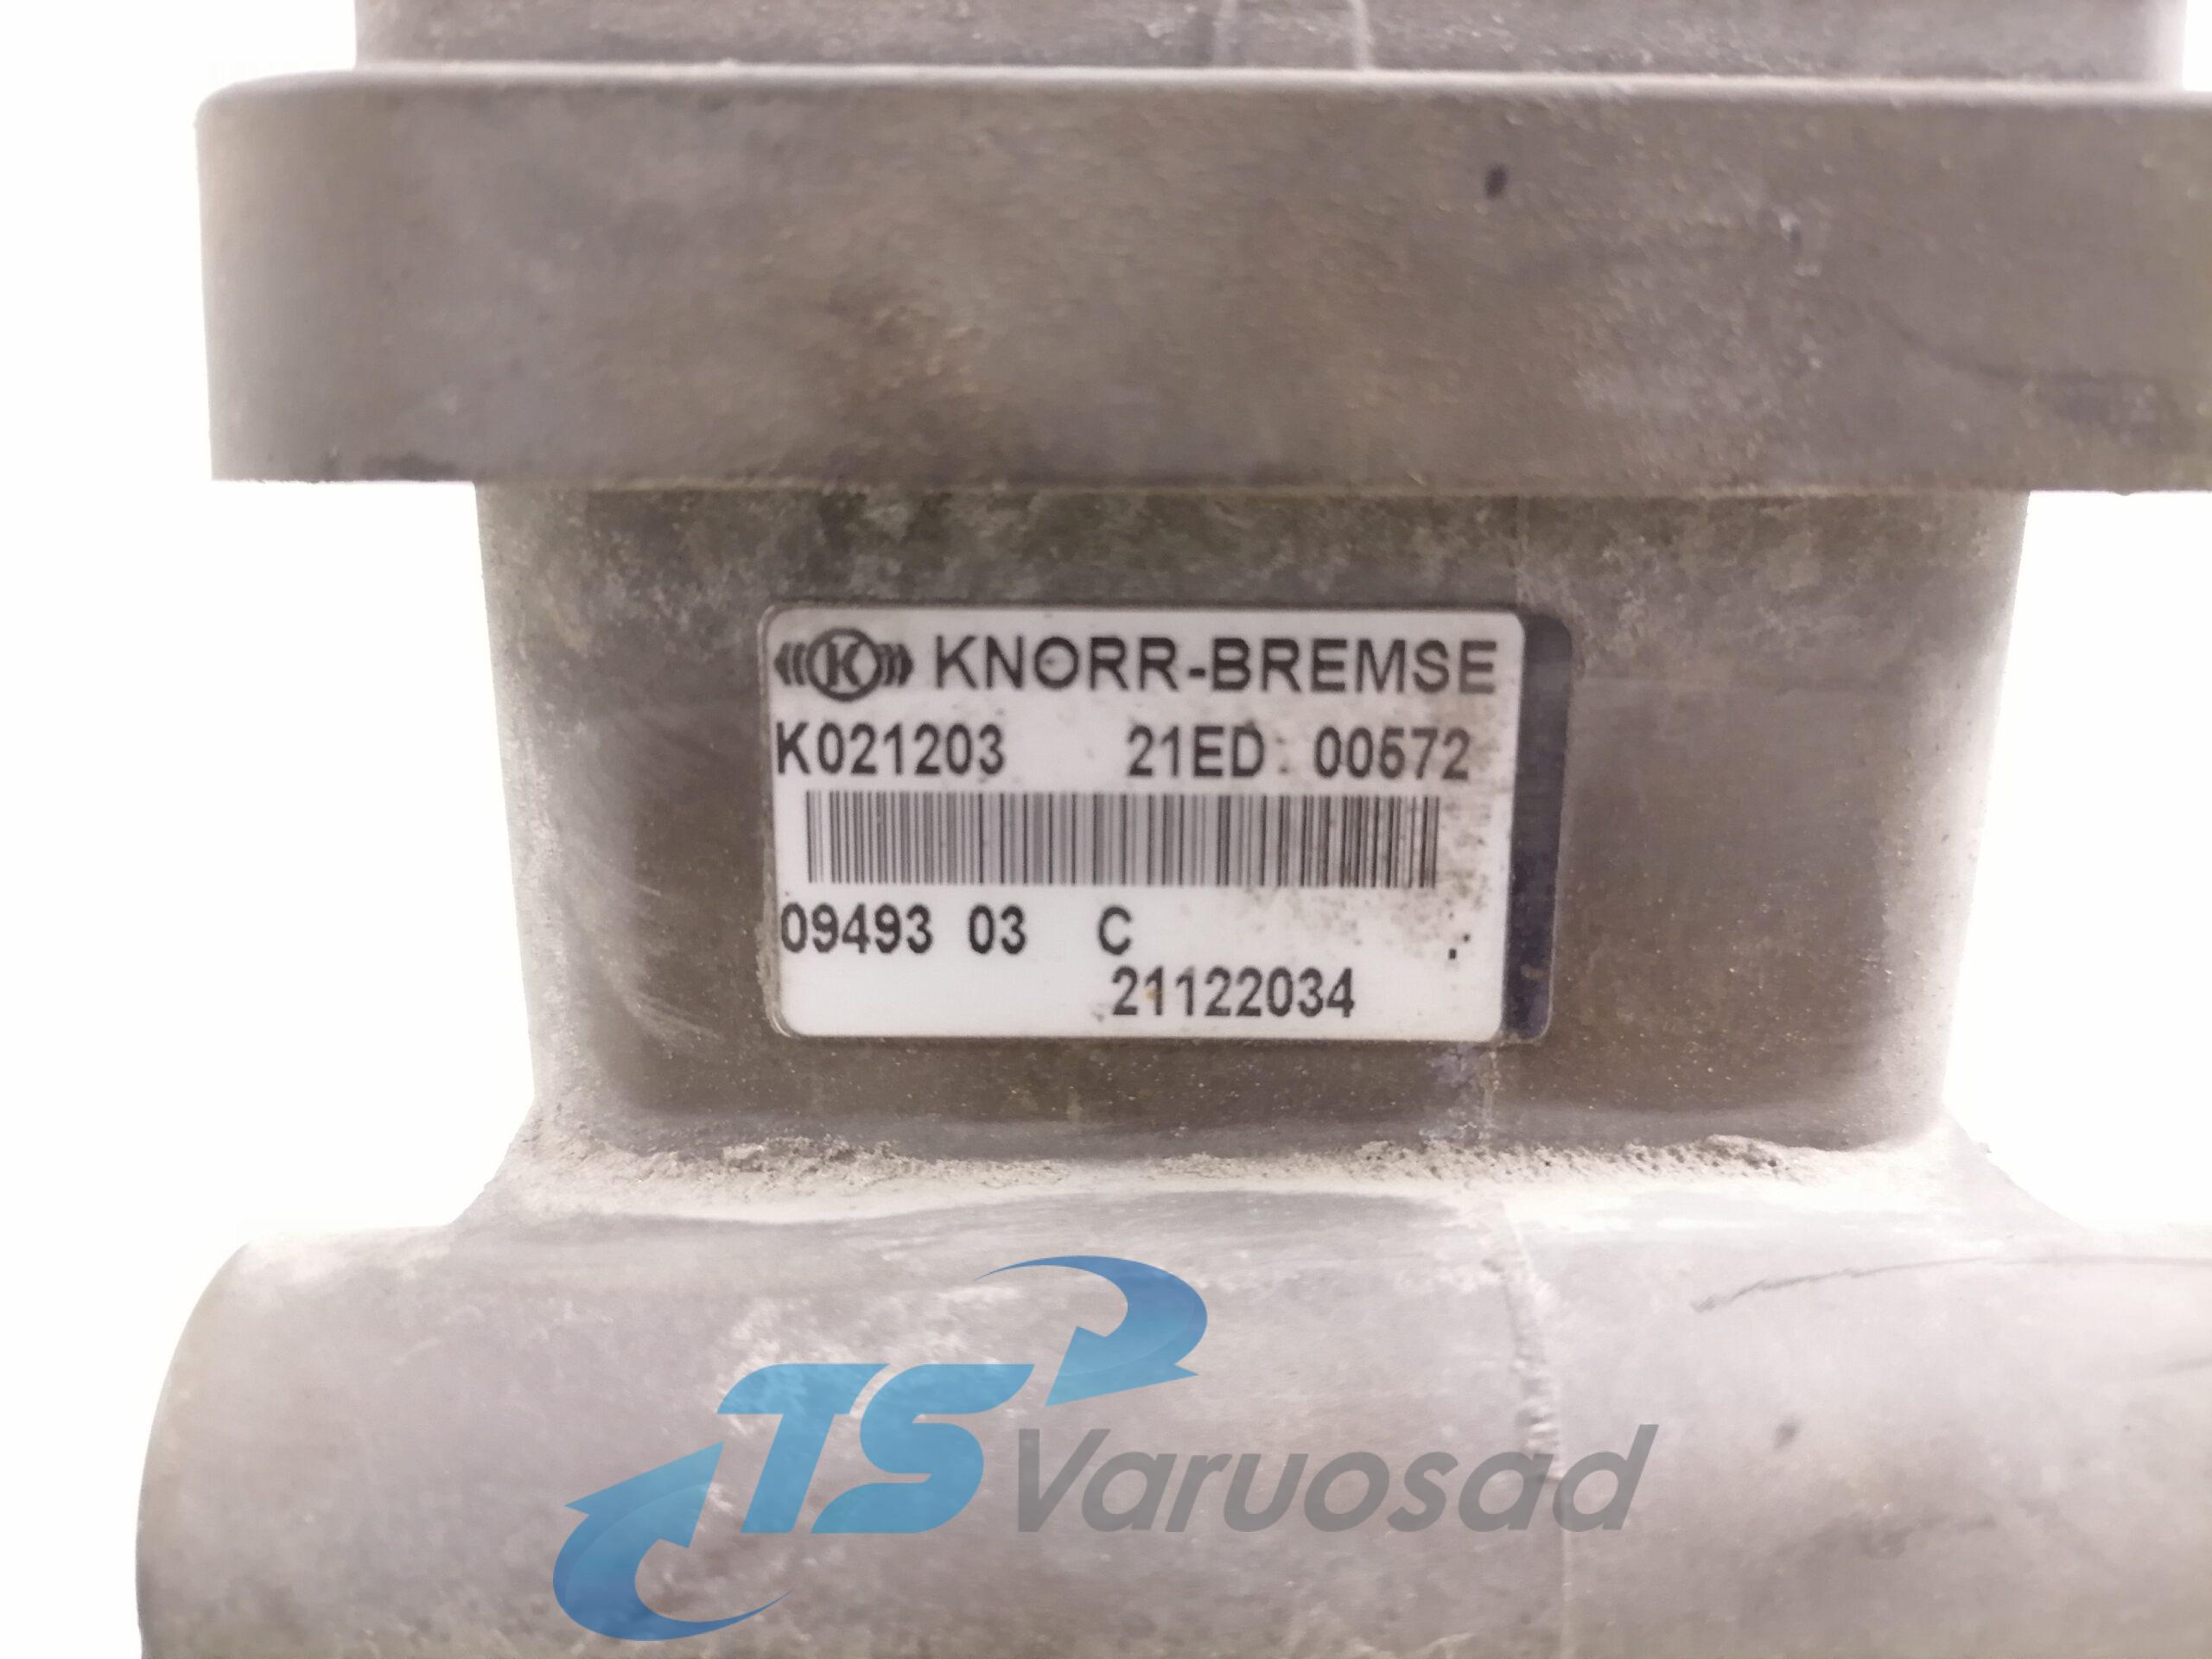 K KNORR-BREMSE
K021203 21ED 00572
09493 03 C
21122034
TS Varuosad